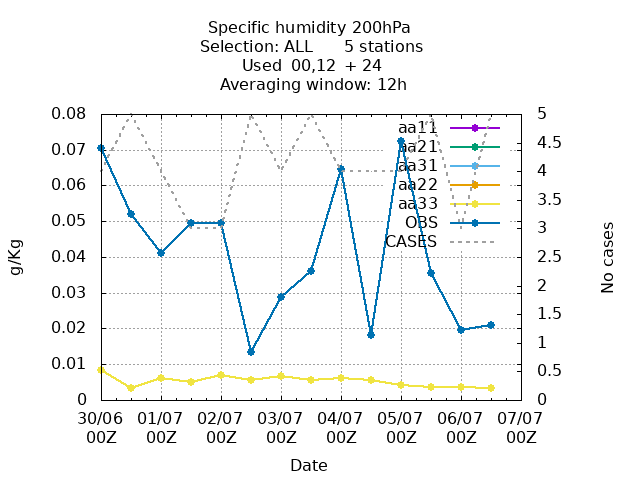 Specific humidity 200hPa
Selection: ALL 5 stations
Used 00,12 + 24
Averaging window: 12h
0.08
0.07
0.06
0.05
0.04
0.03
0.02
0.01
0
g/Kg
5
4.5
4
3.5
3
2.5
2
1.5
1
0.5
0
No cases
aa11
aa21
aa31
aa22
aa33
OBS
CASES
30/06 01/07 02/07 03/07 04/07 05/07 06/07 07/07
00Z 00Z 00Z 00Z 00Z 00Z 00Z 00Z
Date